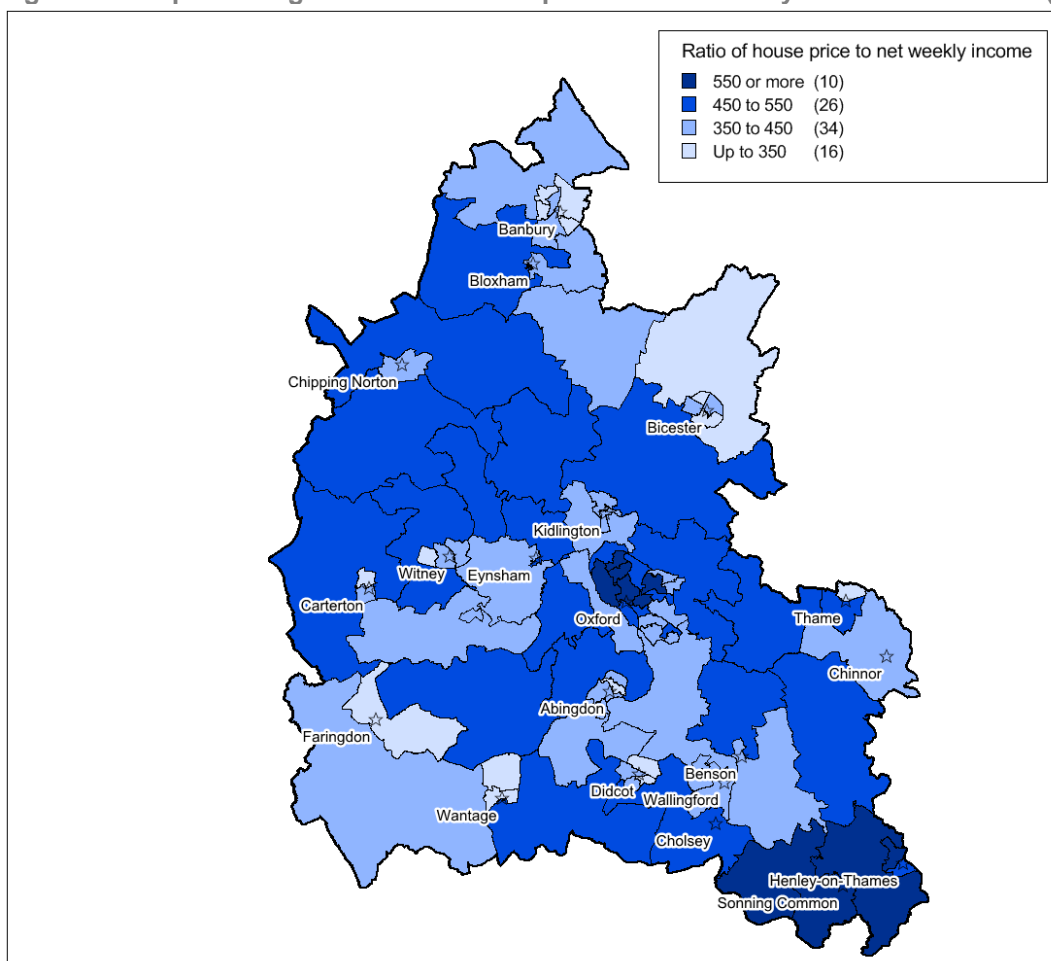 Ratio of house price to net weekly income
550 or more (10)
450 to 550 (26)
350 to 450 (34)
Up to 350 (16)
Banbury
Bloxham
Chipping Norton
Bicester
Kidlington
Witney
Eynsham
Carterton
Oxford
Thame
Chinnor
Abingdon
Faringdon
Benson
Didcot
Wallingford
Wantage
Cholsey
Henley-on-Thames
Sonning Common